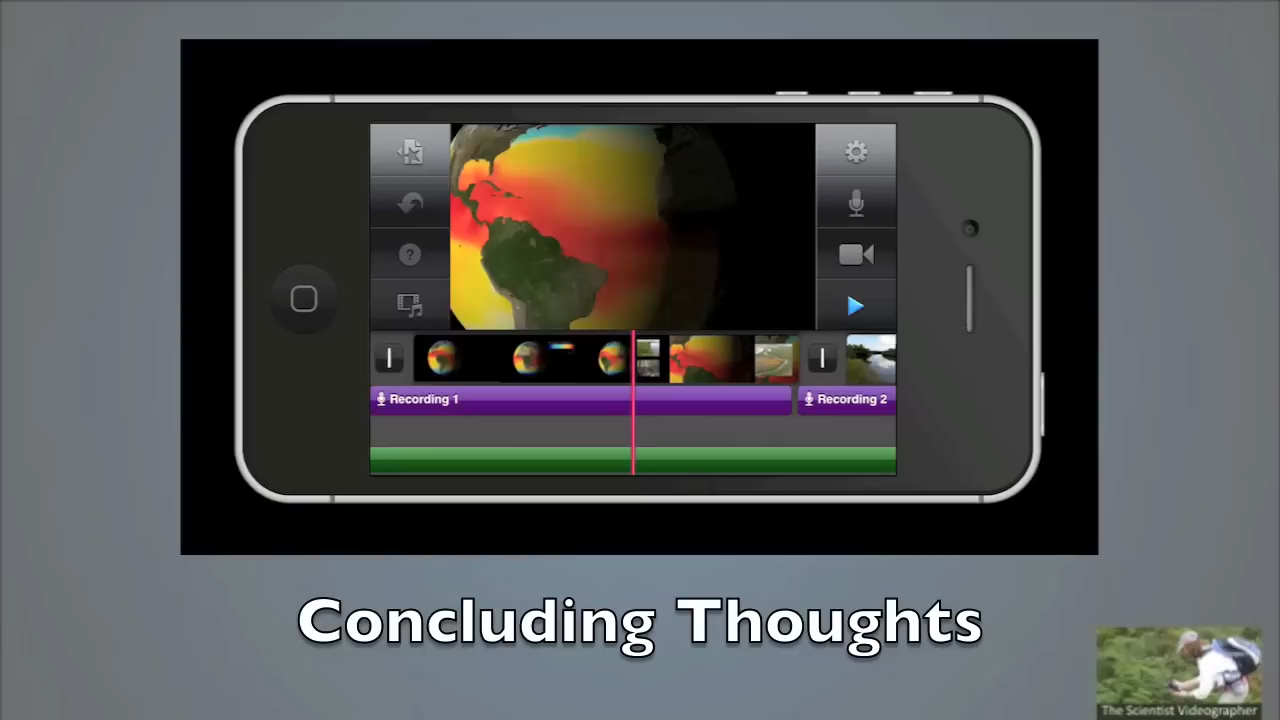 ?
Recording 1
Recording 2
Concluding Thoughts
The Scientist Videographer